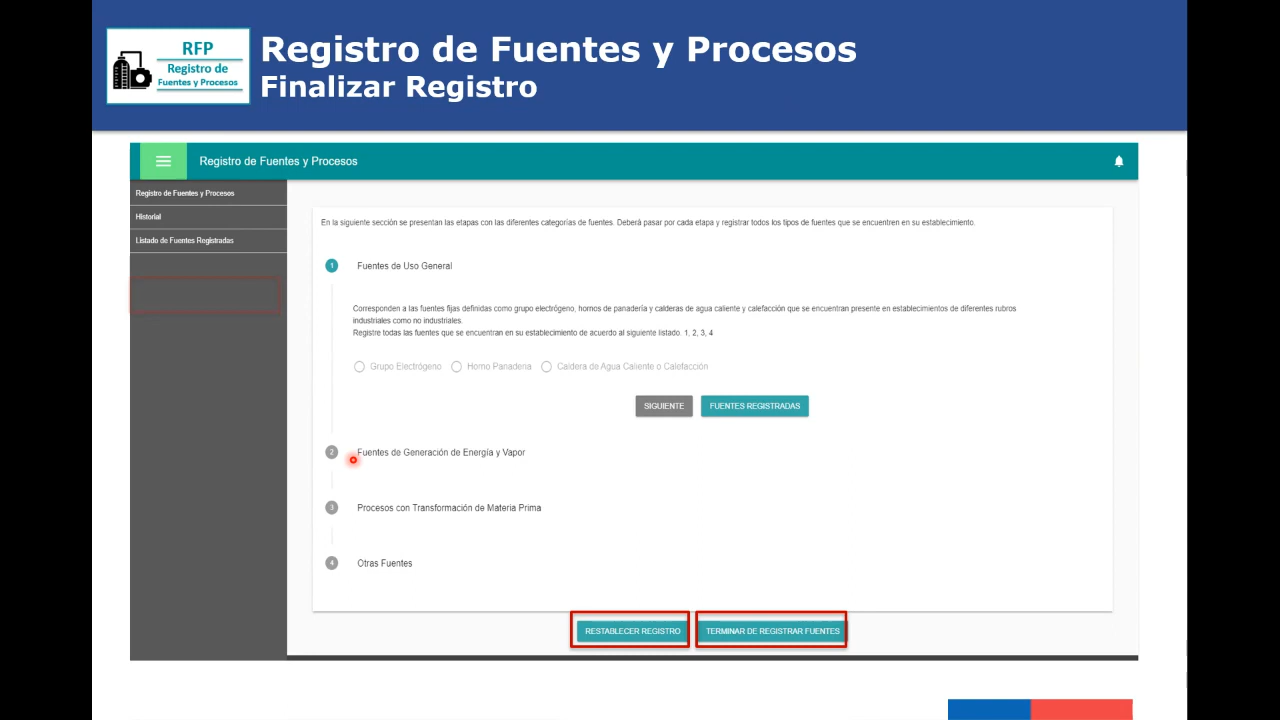 RFP
Registro de
Fuentes y Procesos
Registro de Fuentes y Procesos
Finalizar Registro
Registro de Fuentes y Procesos
Registro de Fuentes y Procesos
Historial
Listado de Fuentes Registradas
En la siguiente sección se presentan las etapas con las diferentes categorías de fuentes. Deberá pasar por cada etapa y registrar todos los tipos de fuentes que se encuentren en su establecimiento.
1 Fuentes de Uso General
Corresponden a las fuentes fijas definidas como grupo electrógeno, hornos de panadería y calderas de agua caliente y calefacción que se encuentran presente en establecimientos de diferentes rubros
industriales como no industriales.
Registre todas las fuentes que se encuentran en su establecimiento de acuerdo al siguiente listado. 1, 2, 3, 4
Grupo Electrógeno Horno Panaderia Caldera de Agua Caliente o Calefacción
SIGUIENTE FUENTES REGISTRADAS
2 Fuentes de Generación de Energía y Vapor
3 Procesos con Transformación de Materia Prima
4 Otras Fuentes
RESTABLECER REGISTRO TERMINAR DE REGISTRAR FUENTES